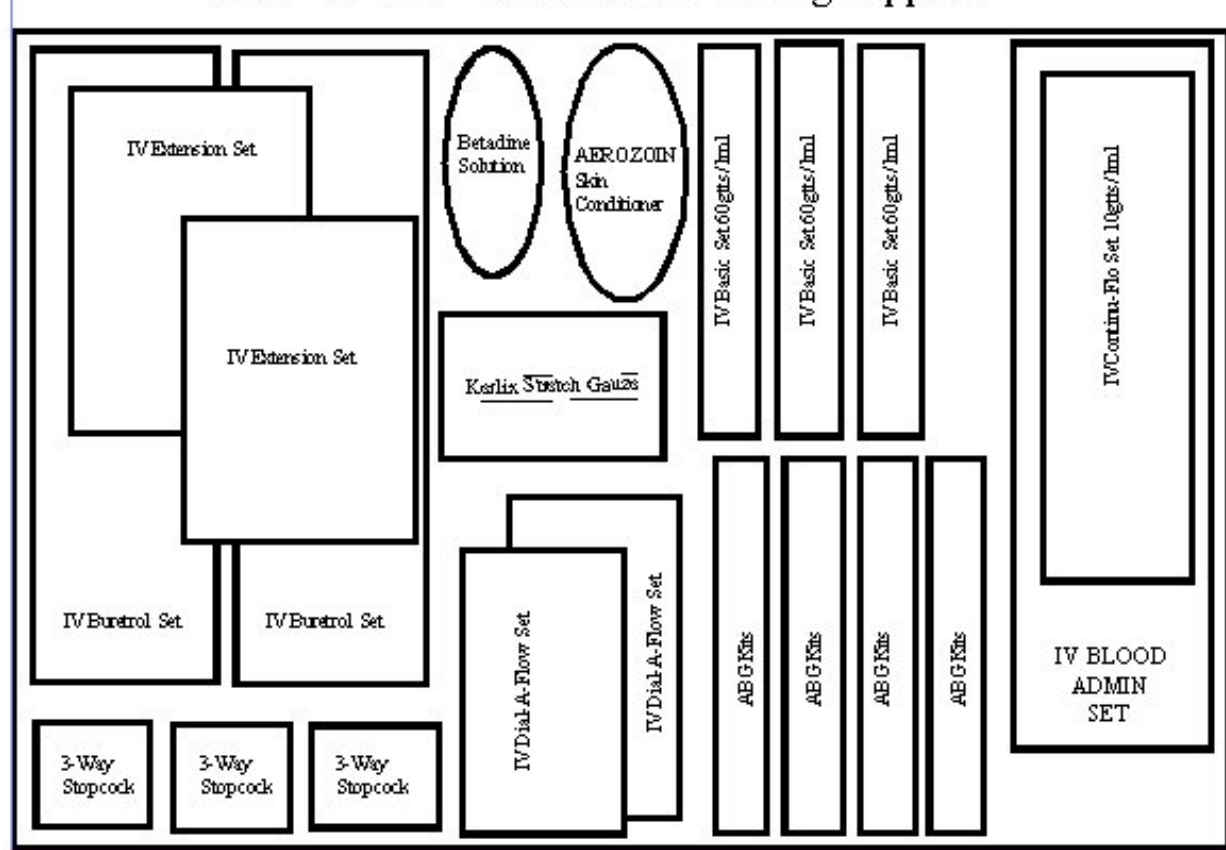 IV Extension Set
IV Extension Set
IV Buretrol Set
IV Buretrol Set
3-Way
Stopcock
3-Way
Stopcock
3-Way
Stopcock
Betadine
Solution
AEROZOIN
Skin
Conditioner
Kerlix Stretch Gauze
IV Dial-A-Flow Set
IV Dial-A-Flow Set
IV Basic Set 60gtts/1ml
IV Basic Set 60gtts/1ml
IV Basic Set 60gtts/1ml
ABG Kits
ABG Kits
ABG Kits
ABG Kits
IV Continu-Flo Set 10gtts/1ml
IV BLOOD
ADMIN
SET